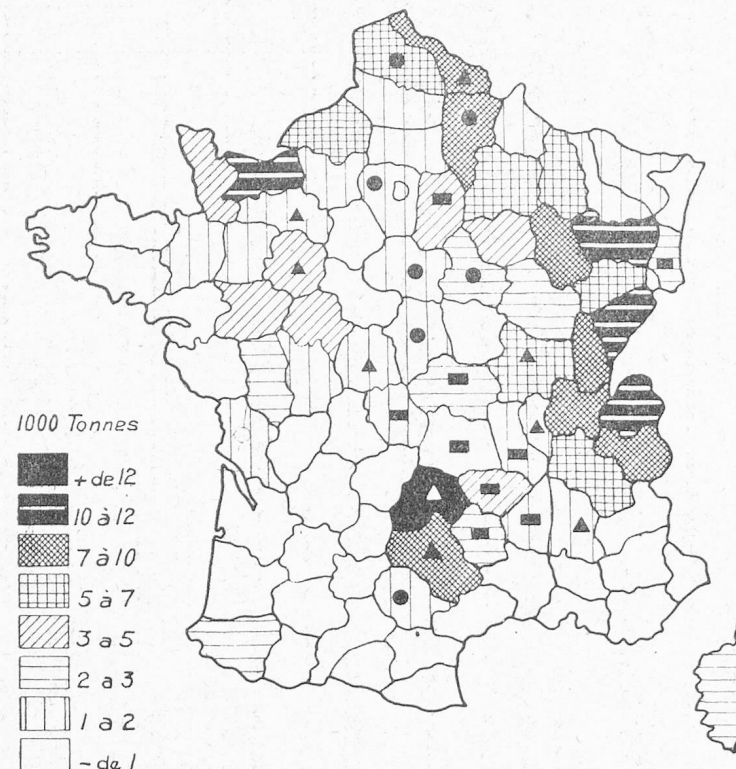 1000 Tonnes
+ de 12
10 à 12
7 à 10
5 à 7
3 a 5
2 a 3
1 a 2
- de 1